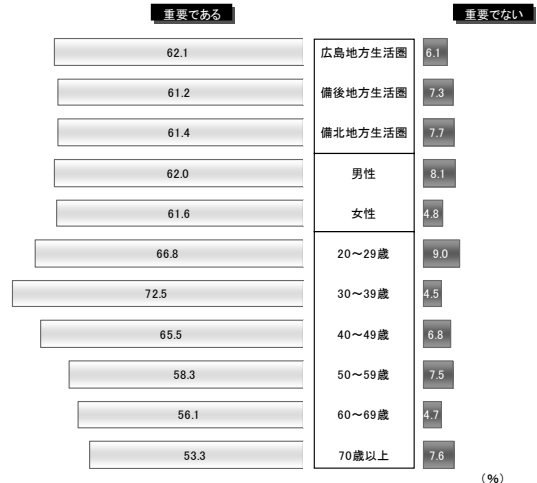 重要である 重要でない
62.1 広島地方生活圏 6.1
61.2 備後地方生活圏 7.3
61.4 備北地方生活圏 7.7
62.0 男性 8.1
61.6 女性 4.8
66.8 20～29歳 9.0
72.5 30～39歳 4.5
65.5 40～49歳 6.8
58.3 50～59歳 7.5
56.1 60～69歳 4.7
53.3 70歳以上 7.6
（%）